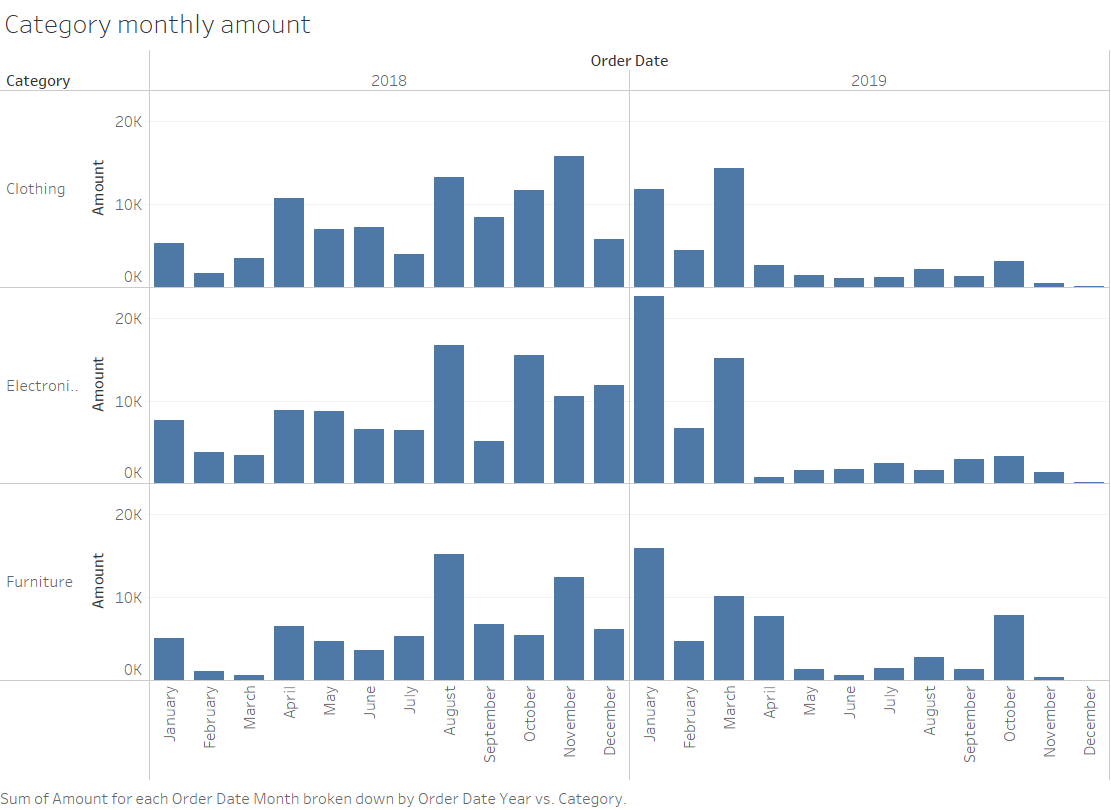 Category monthly amount
Order Date
Category 2018 2019
20K
Clothing Amount 10K
0K
20K
Electroni.. Amount 10K
0K
20K
Furniture Amount 10K
0K
January February March April May June July August September October November December January February March April May June July August September October November December
Sum of Amount for each Order Date Month broken down by Order Date Year vs. Category.